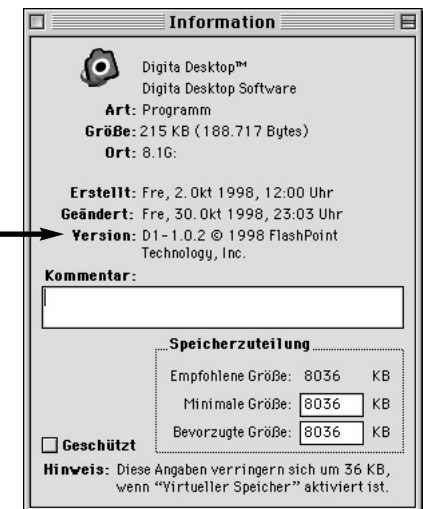 Information
Digita Desktop™
Digita Desktop Software
Art: Programm
Größe: 215 KB (188.717 Bytes)
Ort: 8.1G:
Erstellt: Fre, 2. Okt 1998, 12:00 Uhr
Geändert: Fre, 30. Okt 1998, 23:03 Uhr
Version: D1-1.0.2 © 1998 FlashPoint
Technology, Inc.
Kommentar:
Speicherzuteilung
Empfohlene Größe: 8036 KB
Minimale Größe: 8036 KB
Bevorzugte Größe: 8036 KB
Geschützt
Hinweis: Diese Angaben verringern sich um 36 KB,
wenn “Virtueller Speicher” aktiviert ist.